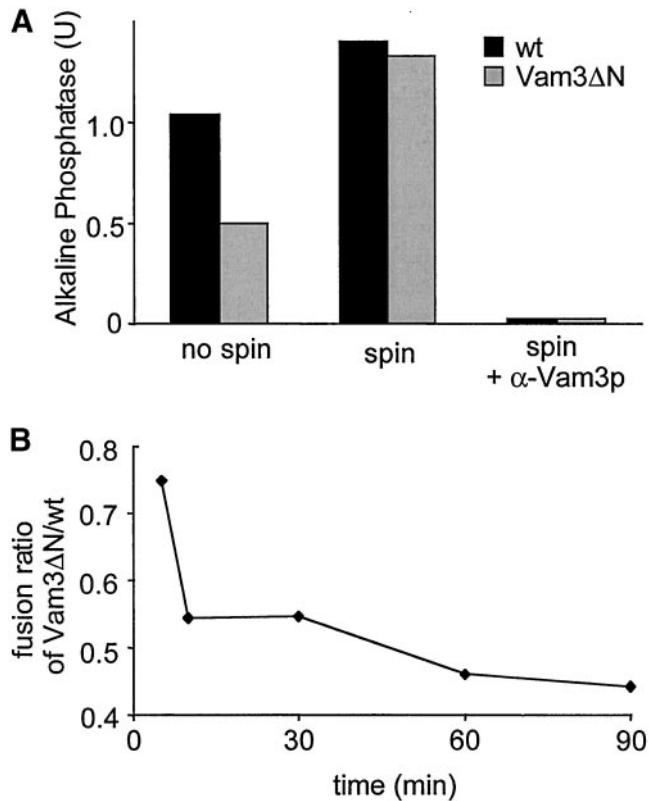 A
Alkaline Phosphatase (U)
1.0
0.5
0
wt
Vam3ΔN
no spin
spin
spin
+ α-Vam3p
B
fusion ratio
of Vam3ΔN/wt
0.8
0.7
0.6
0.5
0.4
0
30
60
90
time (min)